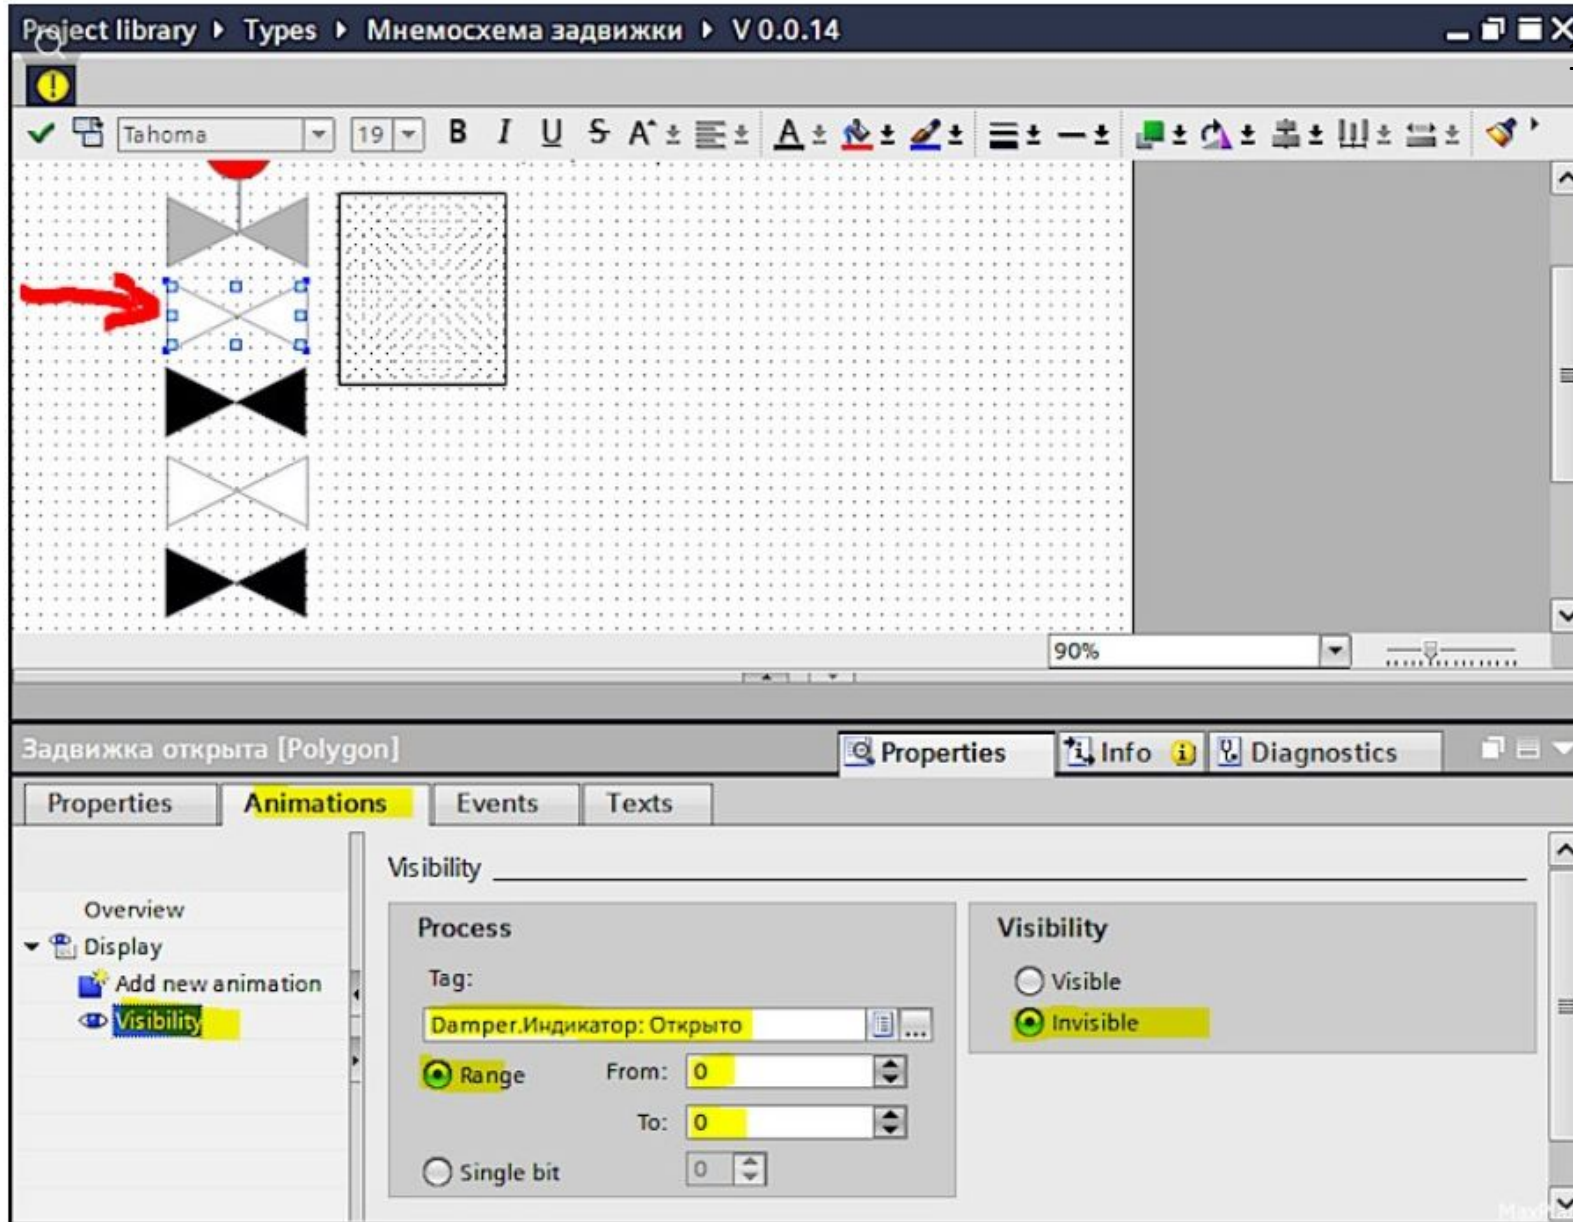 Project library ▸ Types ▸ Мнемосхема задвижки ▸ V 0.0.14
Tahoma 19 B I U S A A
90%
Задвижка открыта [Polygon]
Properties Info Diagnostics
Properties Animations Events Texts
Visibility
Overview
Display
Add new animation
Visibility
Process
Tag:
Damper.Индикатор: Открыто
...
Range From: 0
To: 0
Single bit 0
Visibility
Visible
Invisible